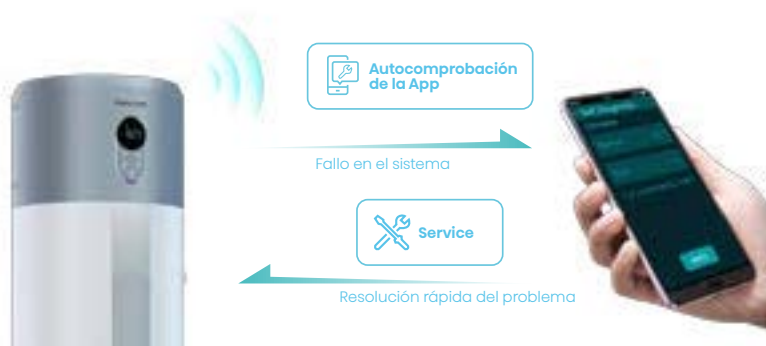 Autocomprobación
de la App
Fallo en el sistema
Service
Resolución rápida del problema